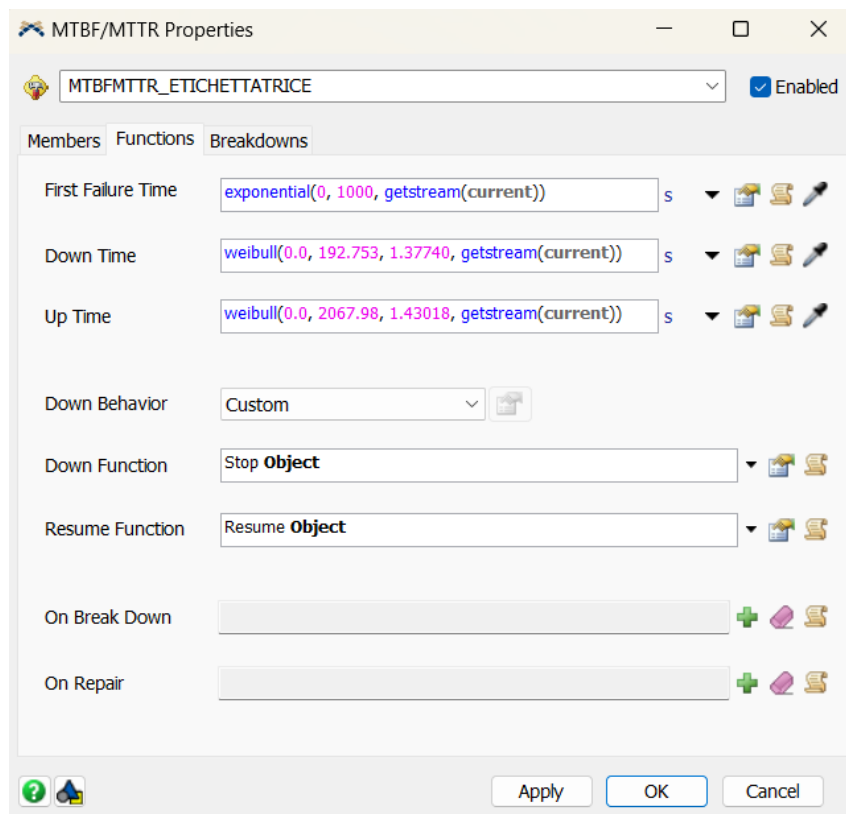 MTBF/MTTR Properties
MTBFMTTR_ETICHETTATRICE
Enabled
Members Functions Breakdowns
First Failure Time exponential(0, 1000, getstream(current)) s
Down Time weibull(0.0, 192.753, 1.37740, getstream(current)) s
Up Time weibull(0.0, 2067.98, 1.43018, getstream(current)) s
Down Behavior Custom
Down Function Stop Object
Resume Function Resume Object
On Break Down
On Repair
? Apply OK Cancel